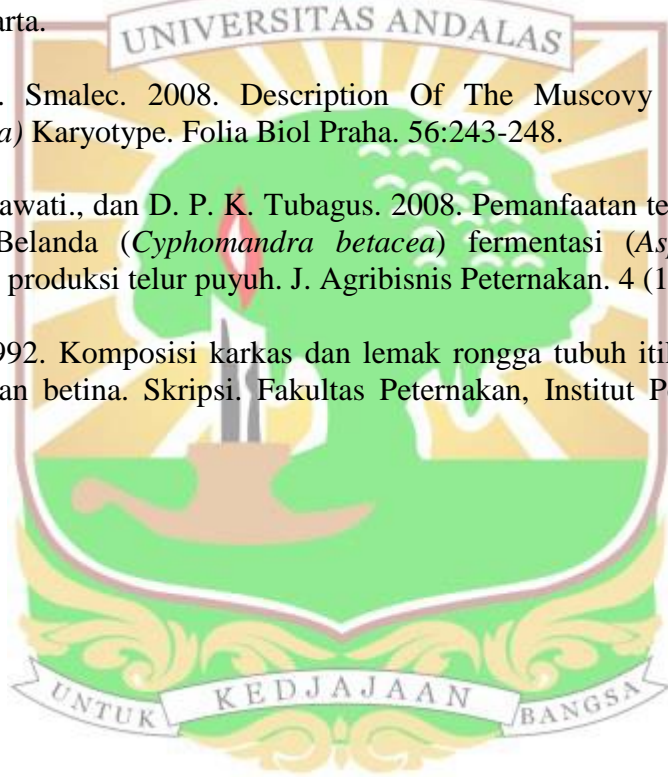 arta.
UNIVERSITAS ANDALAS
. Smalec. 2008. Description Of The Muscovy
a) Karyotype. Folia Biol Praha. 56:243-248.
awati., dan D. P. K. Tubagus. 2008. Pemanfaatan te
Belanda (Cyphomandra betacea) fermentasi (As
produksi telur puyuh. J. Agribisnis Peternakan. 4 (1
992. Komposisi karkas dan lemak rongga tubuh iti
an betina. Skripsi. Fakultas Peternakan, Institut P
UNTUK KEDJAJAAN BANGSA